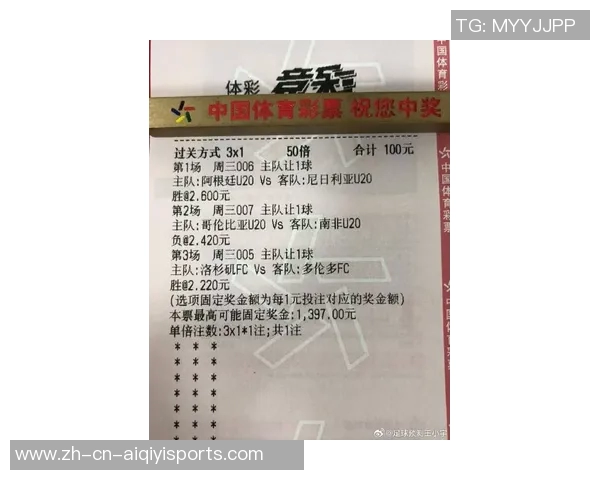 TG: MYYJJPP
体彩 竞彩
中国体育彩票 祝您中奖
过关方式 3x1 50倍 合计 100元
第1场 周三006 主队让1球
主队:阿根廷U20 Vs 客队:尼日利亚U20
胜@2.600元
第2场 周三007 主队让1球
主队:哥伦比亚U20 Vs 客队:南非U20
负@2.420元
第3场 周三005 主队让1球
主队:洛杉矶FC Vs 客队:多伦多FC
胜@2.220元
(选项固定奖金额为每1元投注对应的奖金额)
本票最高可能固定奖金:1,397.00元
单倍注数:3x1*1注;共1注
* * *
* * *
* * *
* * *
* * *
* * *
中国体育彩票
中国体育彩票
www.zh-cn-aiqiyisports.com